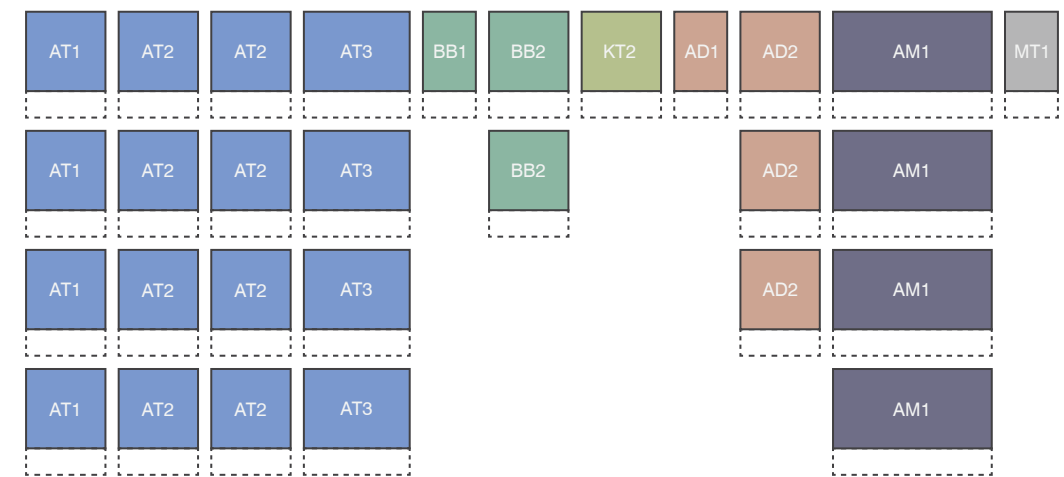 AT1 AT2 AT2 AT3 BB1 BB2 KT2 AD1 AD2 AM1 MT1
AT1 AT2 AT2 AT3 BB2 AD2 AM1
AT1 AT2 AT2 AT3 AD2 AM1
AT1 AT2 AT2 AT3 AM1